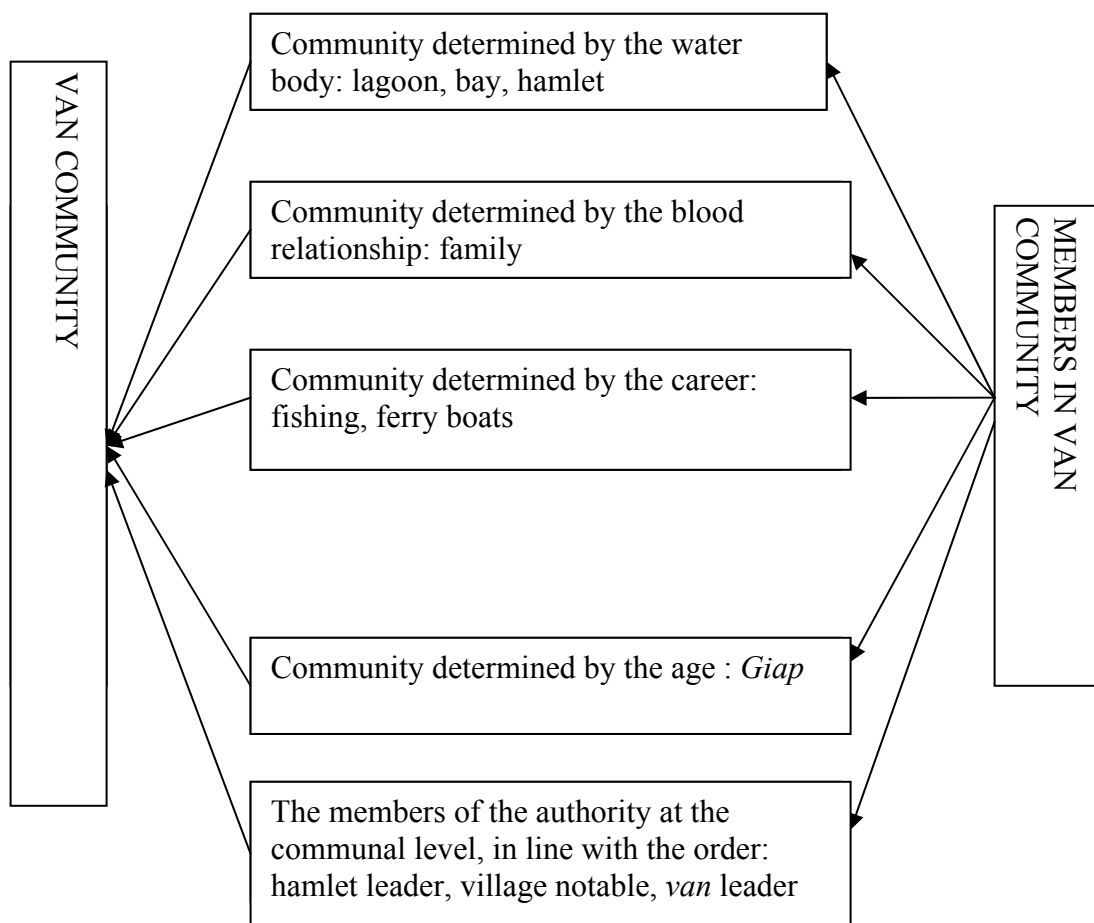 VAN COMMUNITY
Community determined by the water
body: lagoon, bay, hamlet
Community determined by the blood
relationship: family
Community determined by the career:
fishing, ferry boats
Community determined by the age : Giap
The members of the authority at the
communal level, in line with the order:
hamlet leader, village notable, van leader
MEMBERS IN VAN
COMMUNITY